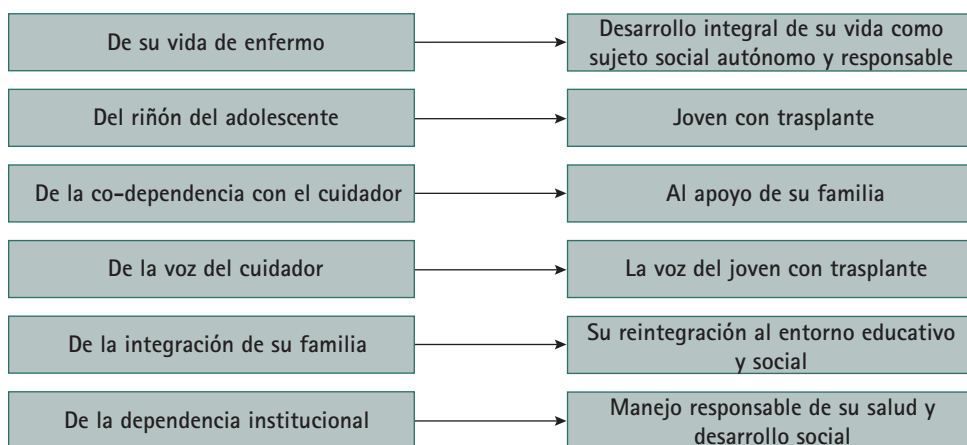 De su vida de enfermo
Desarrollo integral de su vida como
sujeto social autónomo y responsable
Del riñón del adolescente
Joven con trasplante
De la co-dependencia con el cuidador
Al apoyo de su familia
De la voz del cuidador
La voz del joven con trasplante
De la integración de su familia
Su reintegración al entorno educativo
y social
De la dependencia institucional
Manejo responsable de su salud y
desarrollo social